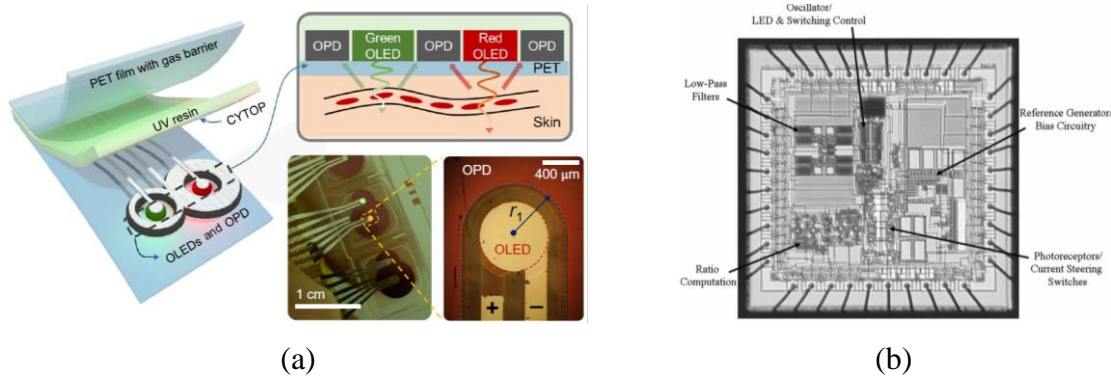 PET film with gas barrier
UV resin
CYTOP
OLEDs and OPD
OPD
Green
OLED
OPD
Red
OLED
OPD
PET
Skin
1 cm
OPD
400 µm
r1
OLED
+
−
(a)
Oscillator/
LED & Switching Control
Low-Pass
Filters
Reference Generator/
Bias Circuitry
Ratio
Computation
Photoreceptors/
Current Steering
Switches
(b)